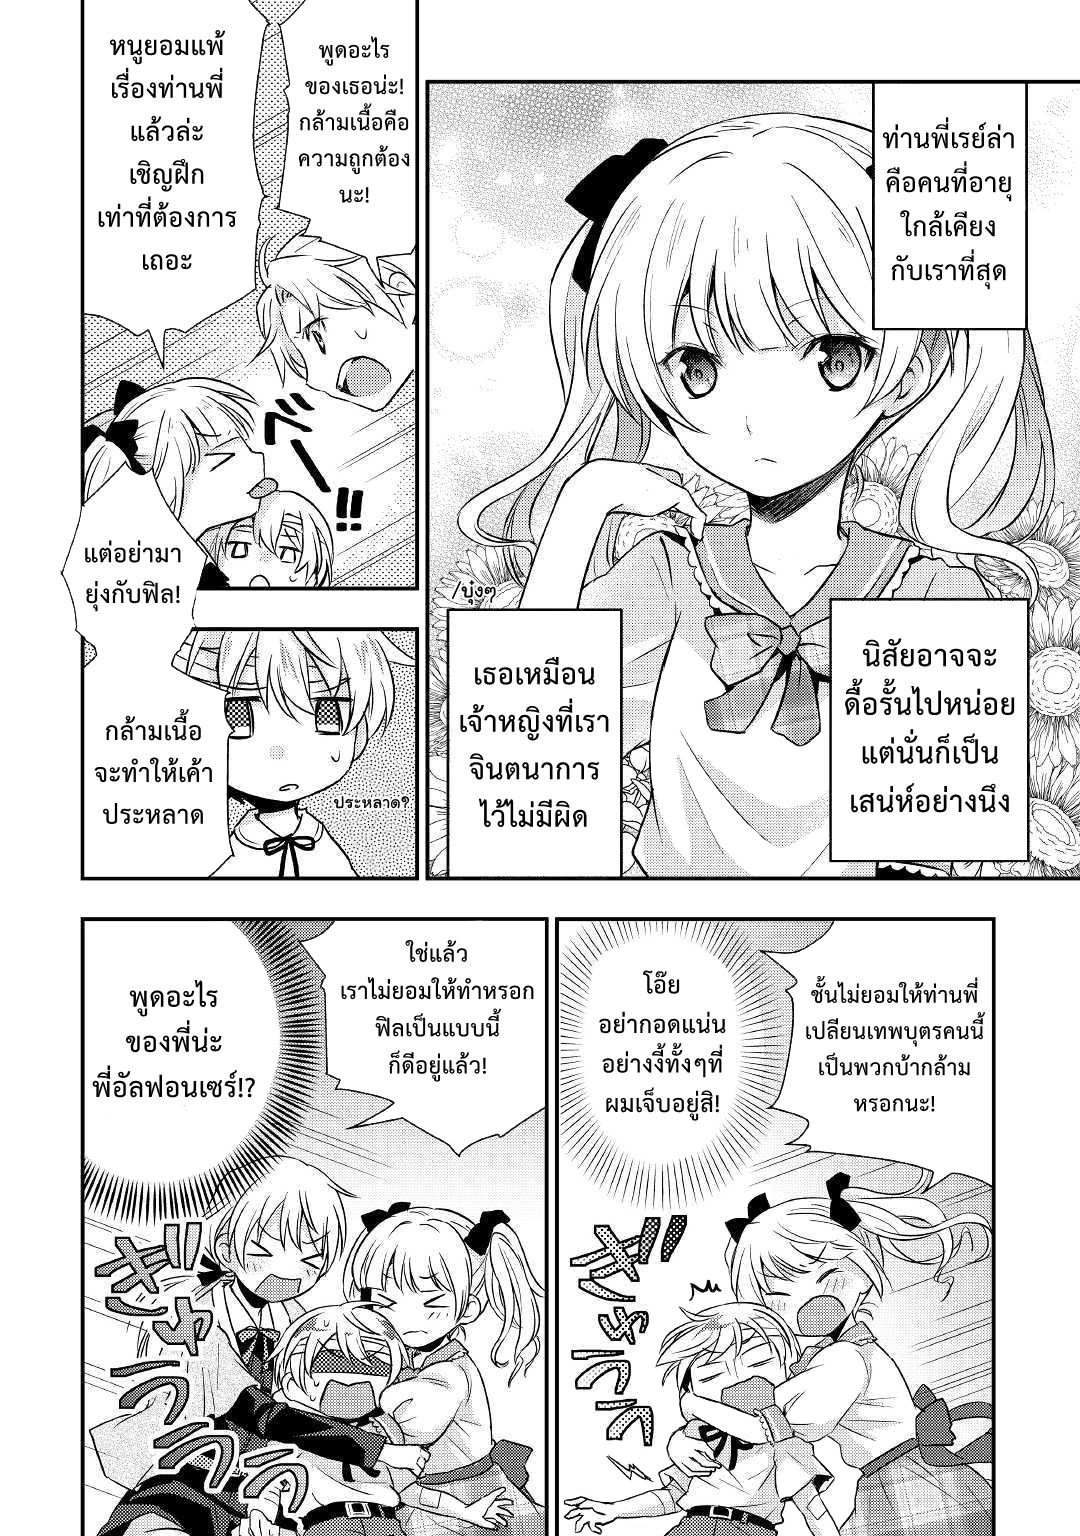 ท่านพี่เรย์ล่า
คือคนที่อายุ
ใกล้เคียง
กับเราที่สุด
นิสัยอาจจะ
ดื้อรั้นไปหน่อย
แต่นั่นก็เป็น
เสน่ห์อย่างนึง
/บุ๋งๆ
เธอเหมือน
เจ้าหญิงที่เรา
จินตนาการ
ไว้ไม่มีผิด
พูดอะไร
ของเธอน่ะ!
กล้ามเนื้อคือ
ความถูกต้อง
นะ!
หนูยอมแพ้
เรื่องท่านพี่
แล้วล่ะ
เชิญฝึก
เท่าที่ต้องการ
เถอะ
べーっ!!
แต่อย่ามา
ยุ่งกับฟิล!
กล้ามเนื้อ
จะทำให้เค้า
ประหลาด
ประหลาด?
ชั้นไม่ยอมให้ท่านพี่
เปลี่ยนเทพบุตรคนนี้
เป็นพวกบ้ากล้าม
หรอกนะ!
โอ๊ย
อย่ากอดแน่น
อย่างงี้ทั้งๆที่
ผมเจ็บอยู่สิ!
ใช่แล้ว
เราไม่ยอมให้ทำหรอก
ฟิลเป็นแบบนี้
ก็ดีอยู่แล้ว!
พูดอะไร
ของพี่น่ะ
พี่อัลฟอนเซร์!?
ぎゃううう